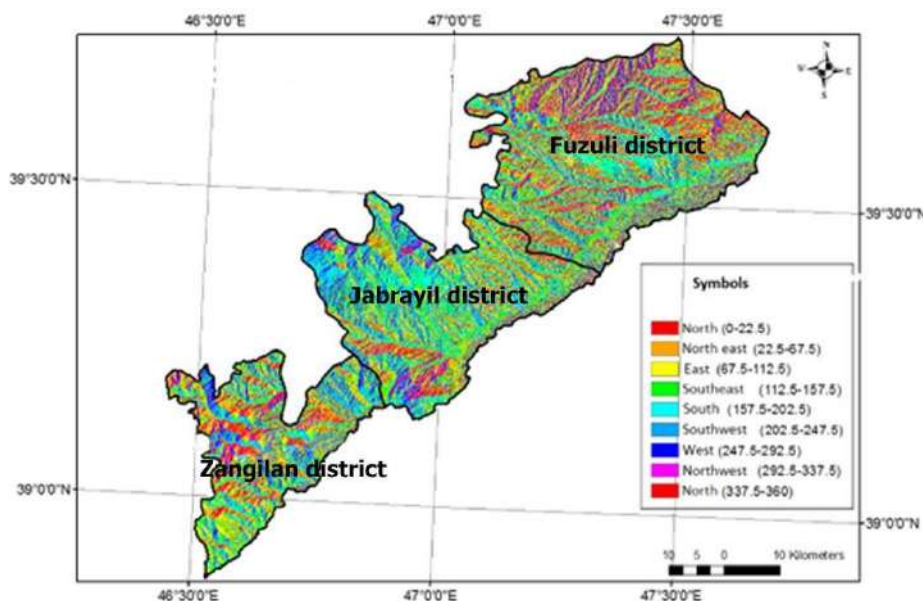 46°30'0"E
47°0'0"E
47°30'0"E
N
W E
S
Fuzuli district
39°30'0"N
39°30'0"N
Symbols
Jabrayil district
North (0-22.5)
North east (22.5-67.5)
East (67.5-112.5)
Southeast (112.5-157.5)
South (157.5-202.5)
Southwest (202.5-247.5)
West (247.5-292.5)
Northwest (292.5-337.5)
North (337.5-360)
Zangilan district
39°0'0"N
39°0'0"N
10 5 0 10 Kilometers
46°30'0"E
47°0'0"E
47°30'0"E